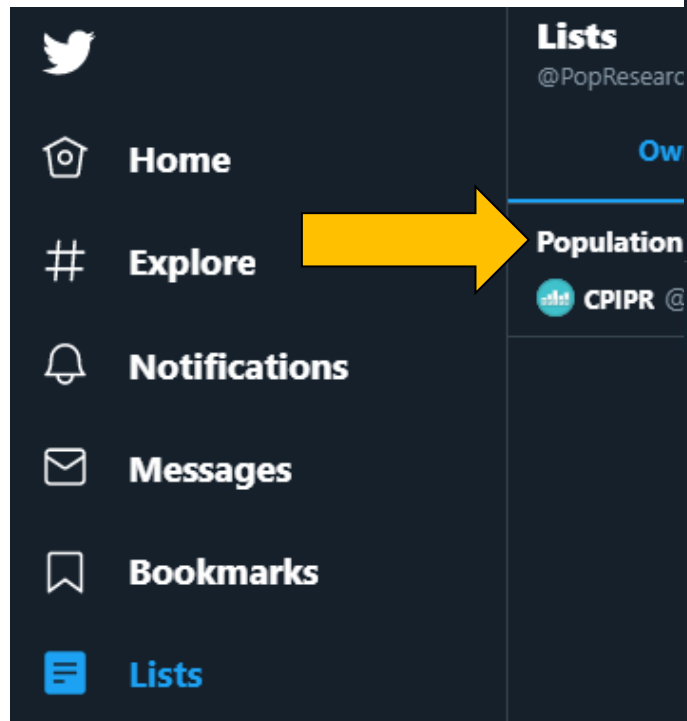 Home
Explore
Notifications
Messages
Bookmarks
Lists
Lists
@PopResearc
Ow
Population
CPIPR @